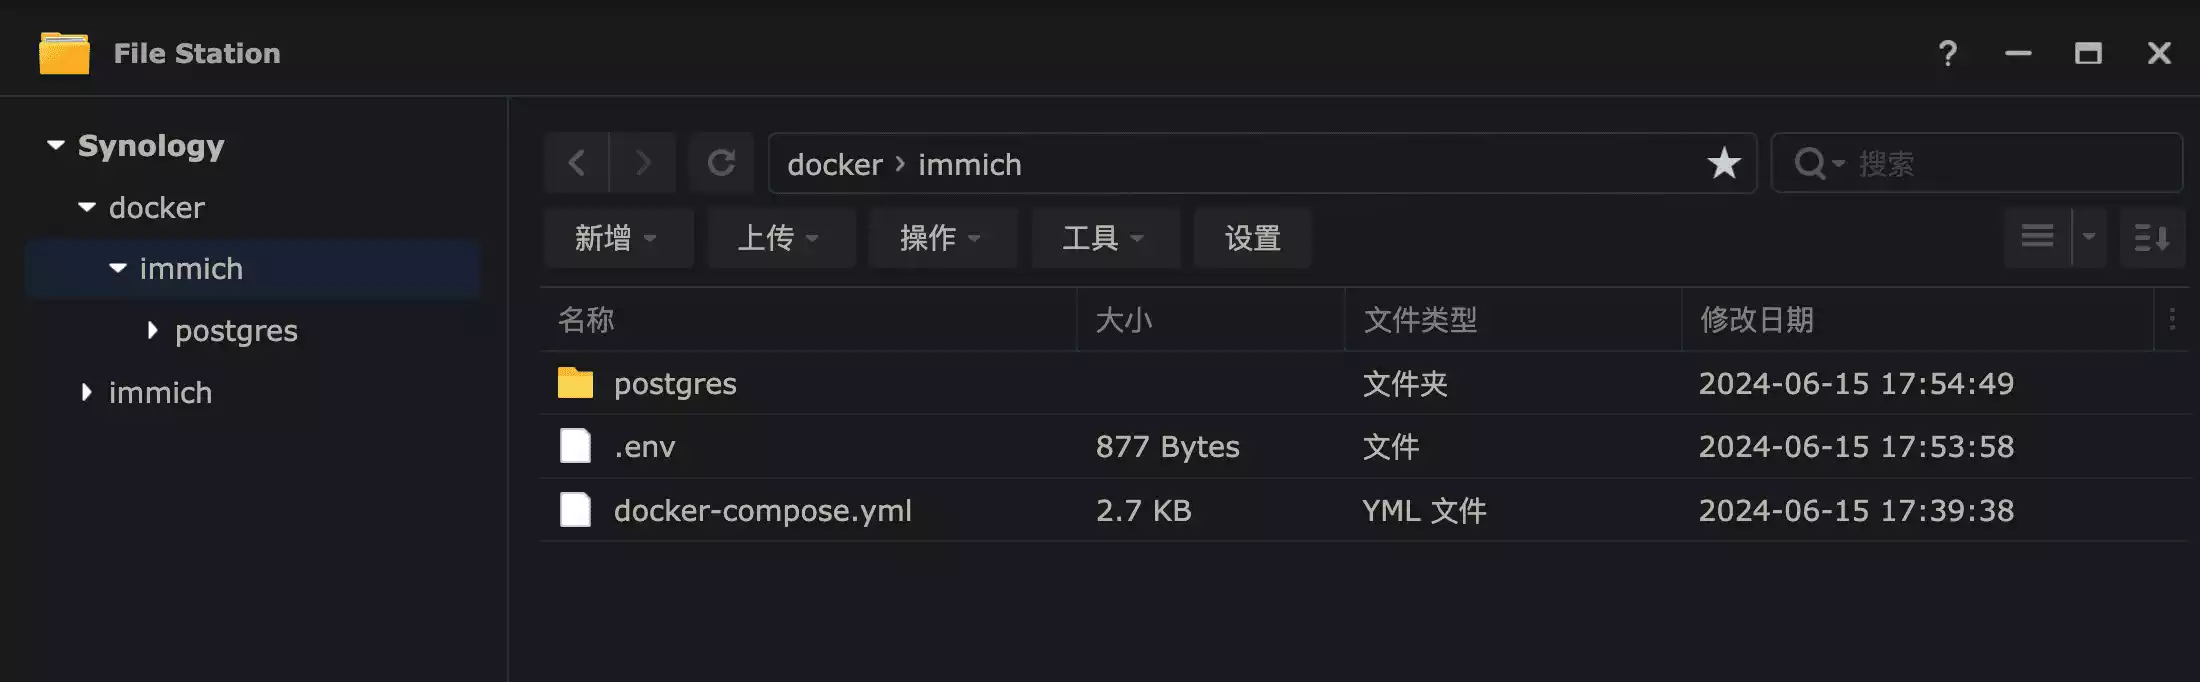 File Station
Synology
docker
immich
postgres
immich
docker › immich
搜索
新增 上传 操作 工具 设置
名称 大小 文件类型 修改日期
postgres 文件夹 2024-06-15 17:54:49
.env 877 Bytes 文件 2024-06-15 17:53:58
docker-compose.yml 2.7 KB YML 文件 2024-06-15 17:39:38